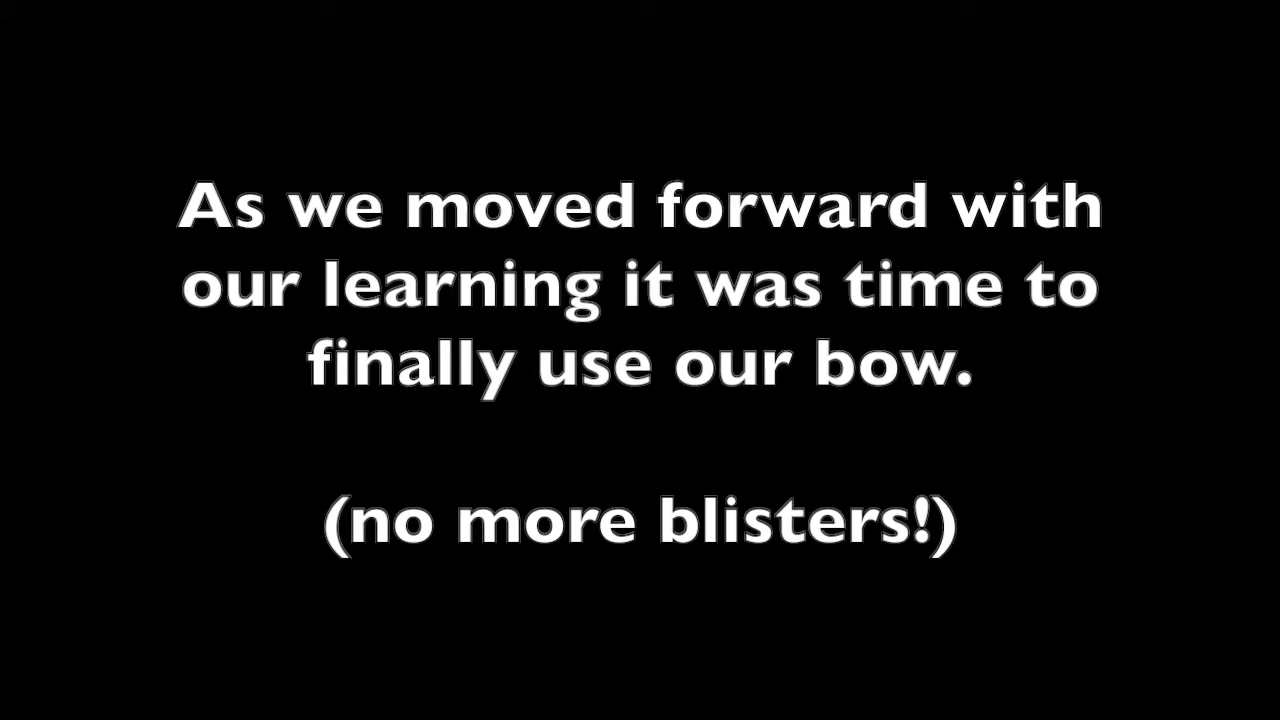 As we moved forward with
our learning it was time to
finally use our bow.
(no more blisters!)